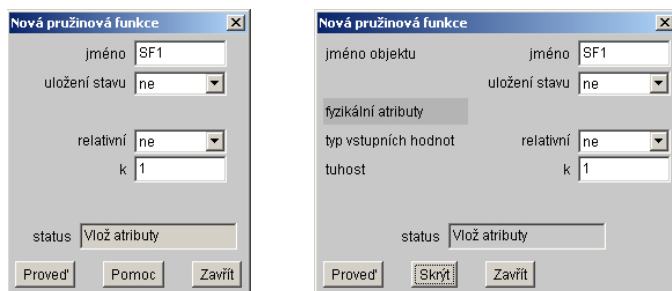 Nová pružinová funkce
jméno SF1
uložení stavu ne
relativní ne
k 1
status Vlož atributy
Proveď Pomoc Zavřít
Nová pružinová funkce
jméno objektu jméno SF1
uložení stavu ne
fyzikální atributy
typ vstupních hodnot relativní ne
tuhost k 1
status Vlož atributy
Proveď Skrýt Zavřít